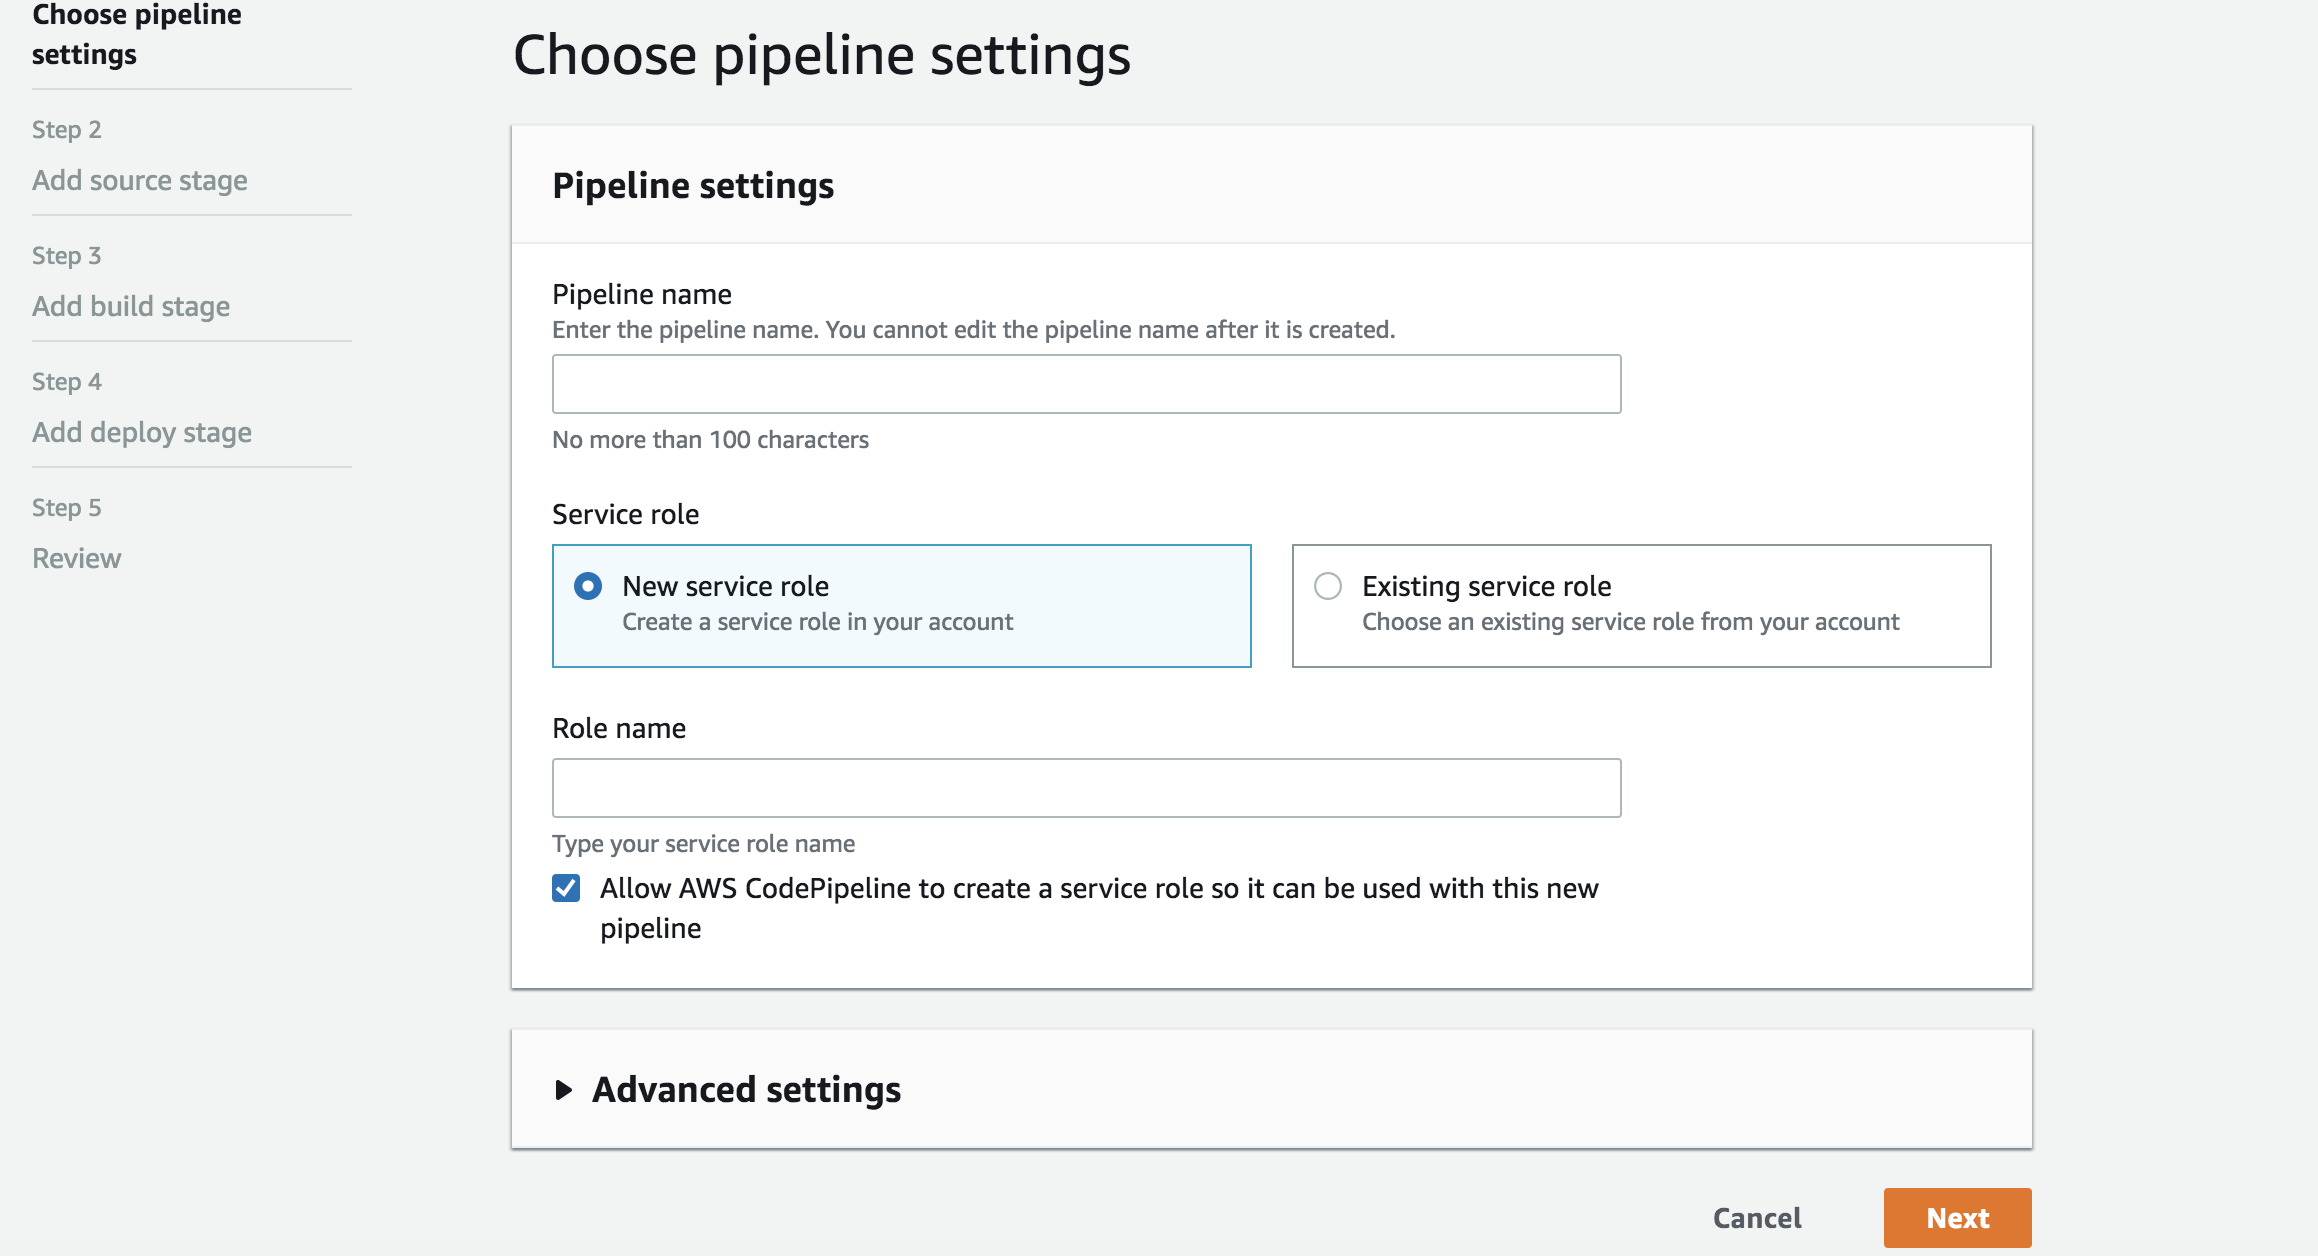 Choose pipeline
settings
Step 2
Add source stage
Step 3
Add build stage
Step 4
Add deploy stage
Step 5
Review
Choose pipeline settings
Pipeline settings
Pipeline name
Enter the pipeline name. You cannot edit the pipeline name after it is created.
No more than 100 characters
Service role
New service role
Create a service role in your account
Existing service role
Choose an existing service role from your account
Role name
Type your service role name
Allow AWS CodePipeline to create a service role so it can be used with this new
pipeline
Advanced settings
Cancel
Next